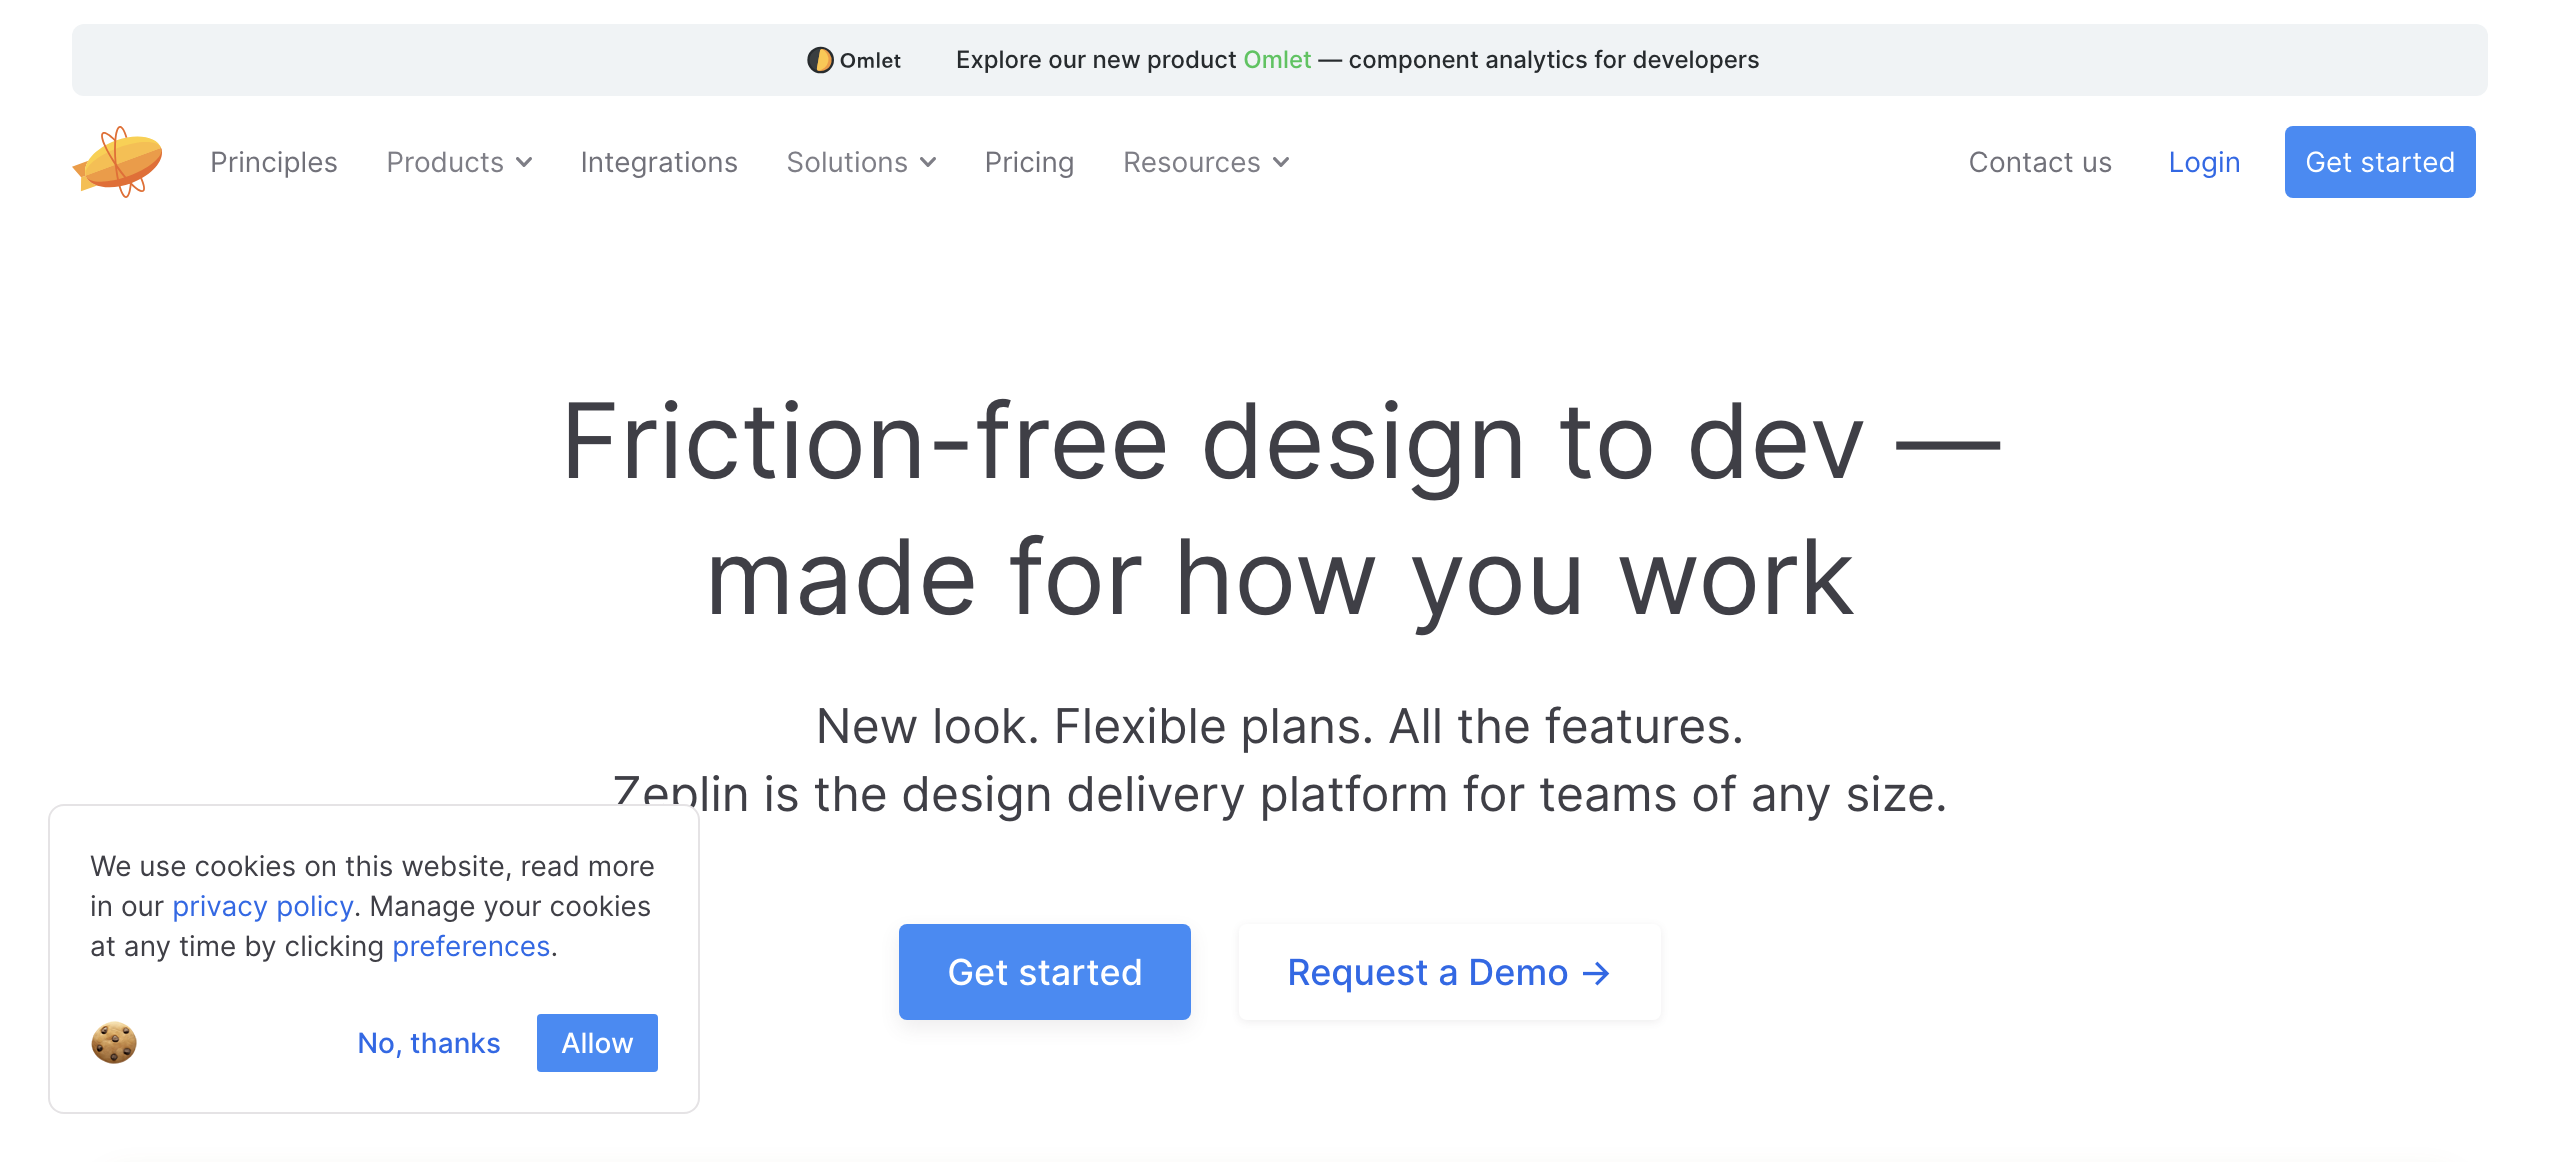 Omlet Explore our new product Omlet — component analytics for developers
Principles Products Integrations Solutions Pricing Resources Contact us Login Get started
Friction-free design to dev —
made for how you work
New look. Flexible plans. All the features.
Zeplin is the design delivery platform for teams of any size.
Get started Request a Demo →
We use cookies on this website, read more
in our privacy policy. Manage your cookies
at any time by clicking preferences.
No, thanks Allow